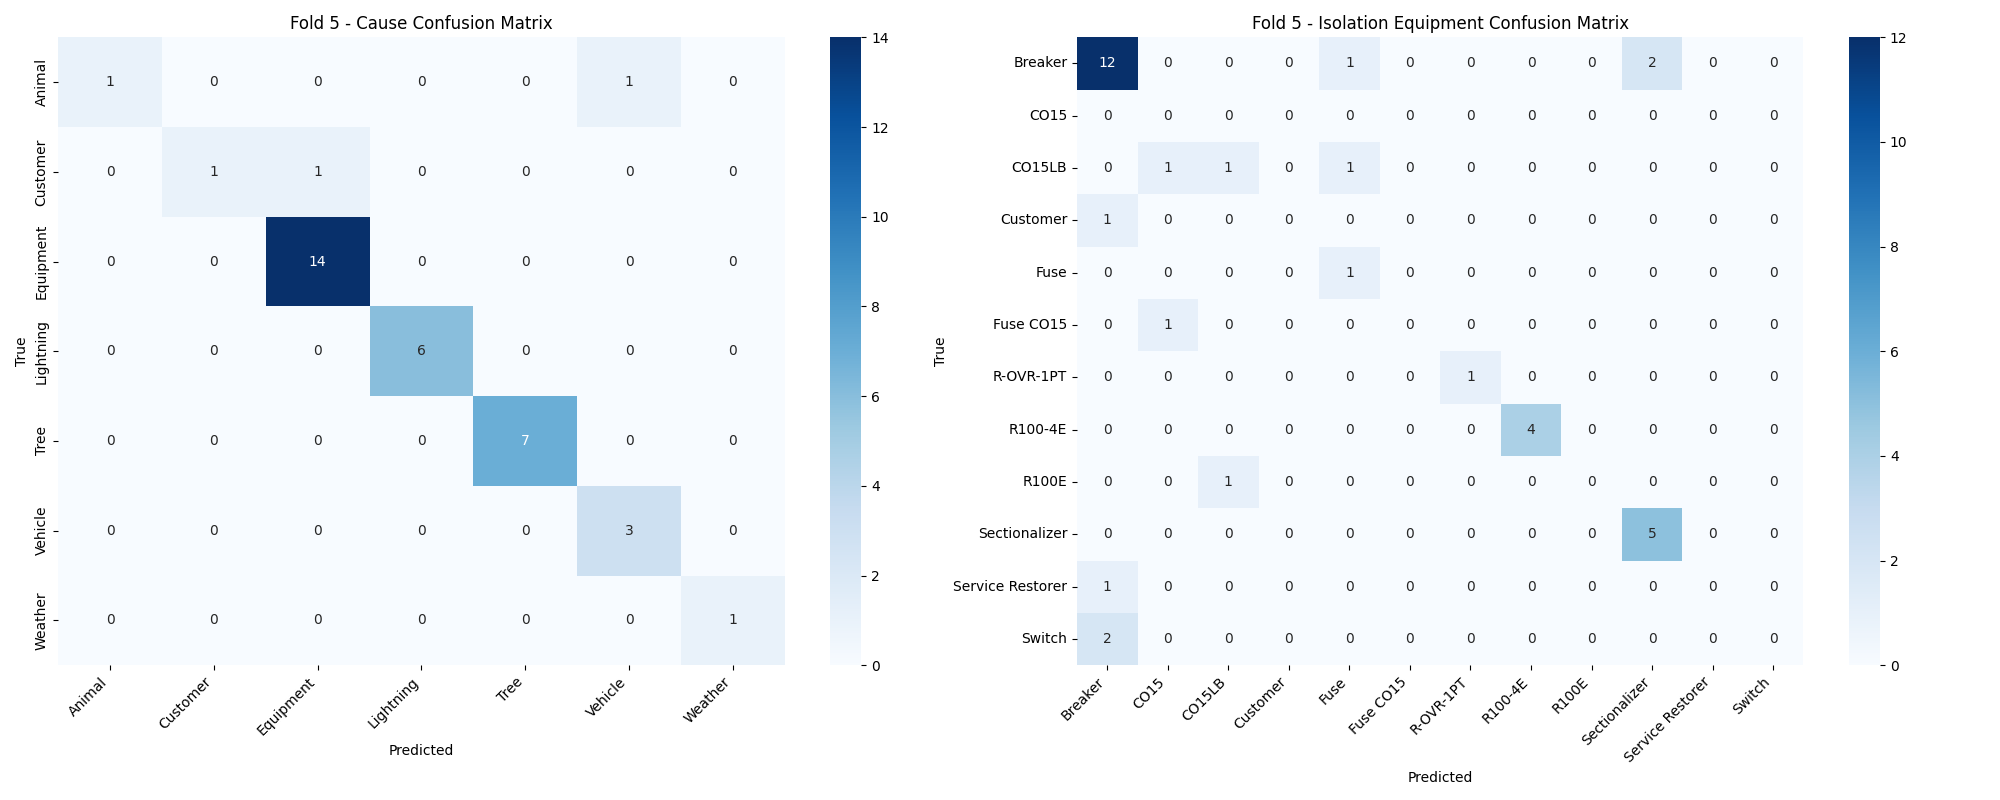 Fold 5 - Cause Confusion Matrix
True
Animal 1 0 0 0 0 1 0
Customer 0 1 1 0 0 0 0
Equipment 0 0 14 0 0 0 0
Lightning 0 0 0 6 0 0 0
Tree 0 0 0 0 7 0 0
Vehicle 0 0 0 0 0 3 0
Weather 0 0 0 0 0 0 1
Animal Customer Equipment Lightning Tree Vehicle Weather
Predicted
14
12
10
8
6
4
2
0
Fold 5 - Isolation Equipment Confusion Matrix
True
Breaker 12 0 0 0 1 0 0 0 0 2 0 0
CO15 0 0 0 0 0 0 0 0 0 0 0 0
CO15LB 0 1 1 0 1 0 0 0 0 0 0 0
Customer 1 0 0 0 0 0 0 0 0 0 0 0
Fuse 0 0 0 0 1 0 0 0 0 0 0 0
Fuse CO15 0 1 0 0 0 0 0 0 0 0 0 0
R-OVR-1PT 0 0 0 0 0 0 1 0 0 0 0 0
R100-4E 0 0 0 0 0 0 0 4 0 0 0 0
R100E 0 0 1 0 0 0 0 0 0 0 0 0
Sectionalizer 0 0 0 0 0 0 0 0 0 5 0 0
Service Restorer 1 0 0 0 0 0 0 0 0 0 0 0
Switch 2 0 0 0 0 0 0 0 0 0 0 0
Breaker CO15 CO15LB Customer Fuse Fuse CO15 R-OVR-1PT R100-4E R100E Sectionalizer Service Restorer Switch
Predicted
12
10
8
6
4
2
0